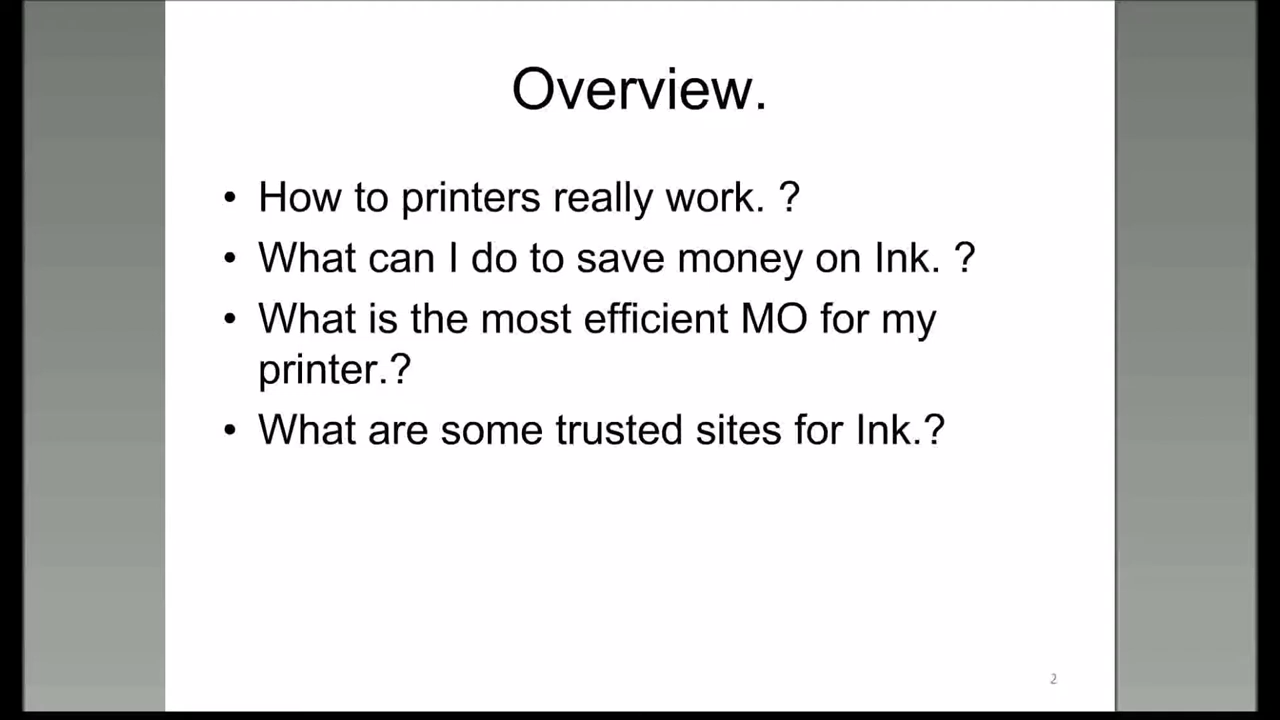 Overview.
• How to printers really work. ?
• What can I do to save money on Ink. ?
• What is the most efficient MO for my
printer.?
• What are some trusted sites for Ink.?
2